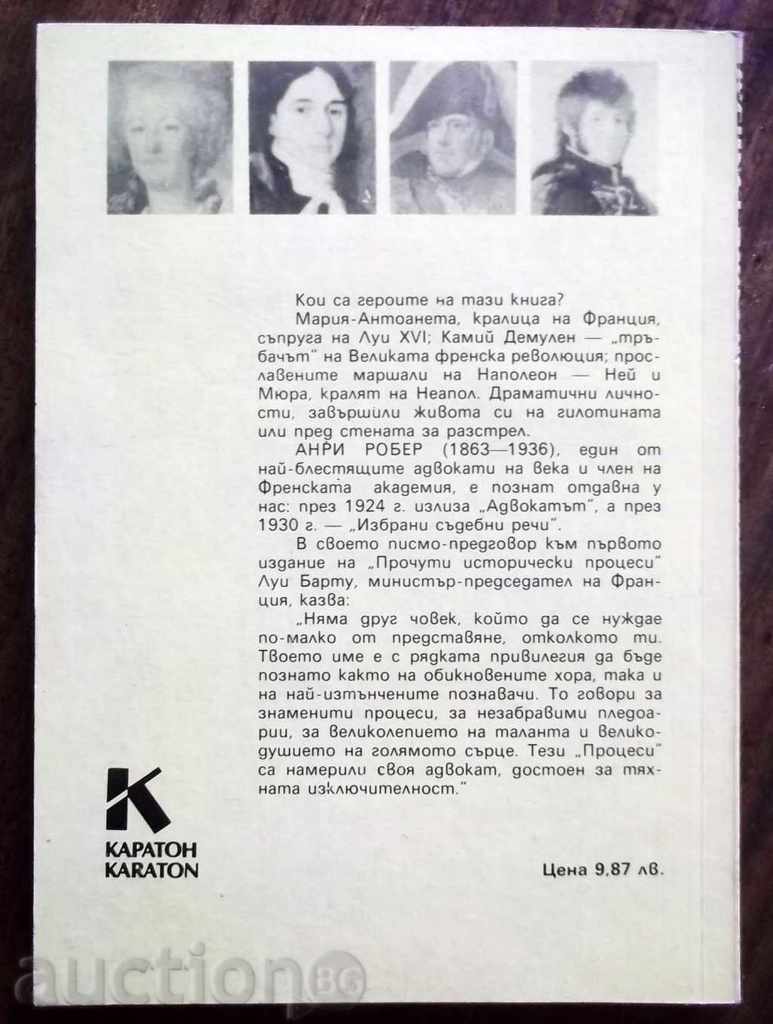 Кои са героите на тази книга?
Мария-Антоанета, кралица на Франция,
съпруга на Луи XVI; Камий Демулен — „тръ-
бачът" на Великата френска революция; про-
славените маршали на Наполеон — Ней и
Мюра, кралят на Неапол. Драматични лично-
сти, завършили живота си на гилотината
или пред стената за разстрел.
АНРИ РОБЕР (1863—1936), един от
най-блестящите адвокати на века и член на
Френската академия, е познат отдавна у
нас: през 1924 г. излиза „Адвокатът", а през
1930 г. — „Избрани съдебни речи".
В своето писмо-предговор към първото
издание на „Прочути исторически процеси"
Луи Барту, министър-председател на Фран-
ция, казва:
„Няма друг човек, който да се нуждае
по-малко от представяне, отколкото ти.
Твоето име е с рядката привилегия да бъде
познато както на обикновените хора, така и
на най-изтънчените познавачи. То говори за
знаменити процеси, за незабравими пледоа-
рии, за великолепието на таланта и велико-
душието на голямото сърце. Тези „Процеси"
са намерили своя адвокат, достоен за тях-
ната изключителност."
КАРАТОН
KARATON
Цена 9,87 лв.
auction BG